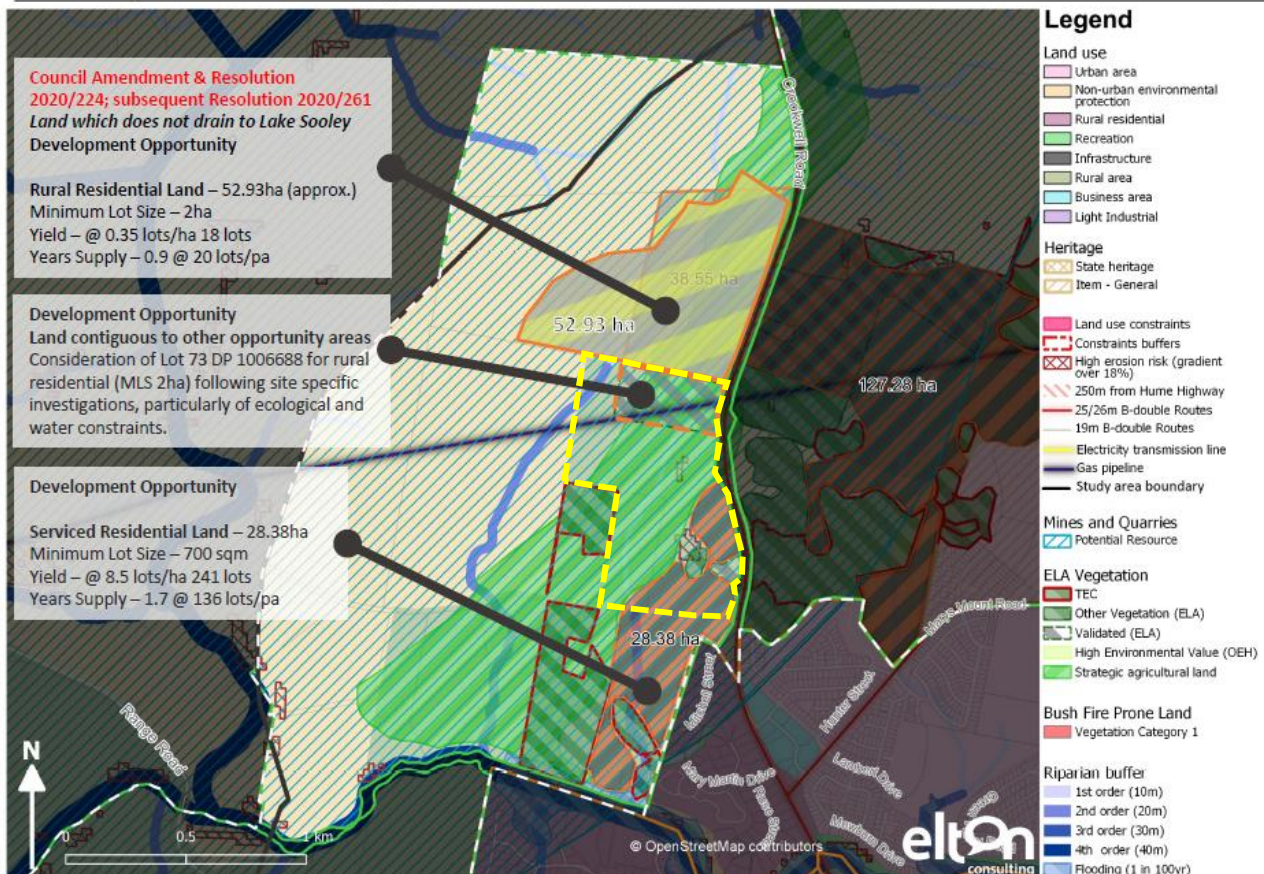 Council Amendment & Resolution
2020/224; subsequent Resolution 2020/261
Land which does not drain to Lake Sooley
Development Opportunity
Rural Residential Land – 52.93ha (approx.)
Minimum Lot Size – 2ha
Yield – @ 0.35 lots/ha 18 lots
Years Supply – 0.9 @ 20 lots/pa
Development Opportunity
Land contiguous to other opportunity areas
Consideration of Lot 73 DP 1006688 for rural
residential (MLS 2ha) following site specific
investigations, particularly of ecological and
water constraints.
Development Opportunity
Serviced Residential Land – 28.38ha
Minimum Lot Size – 700 sqm
Yield – @ 8.5 lots/ha 241 lots
Years Supply – 1.7 @ 136 lots/pa
Crookwell Road
38.55 ha
52.93 ha
127.28 ha
28.38 ha
Marys Mount Road
Mitchell Street
Hunter Street
Lambert Drive
Mary Martin Drive
Range Road
N
0
0.5
1 km
© OpenStreetMap contributors
elton
consulting
Legend
Land use
Urban area
Non-urban environmental
protection
Rural residential
Recreation
Infrastructure
Rural area
Business area
Light Industrial
Heritage
State heritage
Item - General
Land use constraints
Constraints buffers
High erosion risk (gradient
over 18%)
250m from Hume Highway
25/26m B-double Routes
19m B-double Routes
Electricity transmission line
Gas pipeline
Study area boundary
Mines and Quarries
Potential Resource
ELA Vegetation
TEC
Other Vegetation (ELA)
Validated (ELA)
High Environmental Value (OEH)
Strategic agricultural land
Bush Fire Prone Land
Vegetation Category 1
Riparian buffer
1st order (10m)
2nd order (20m)
3rd order (30m)
4th order (40m)
Flooding (1 in 100yr)